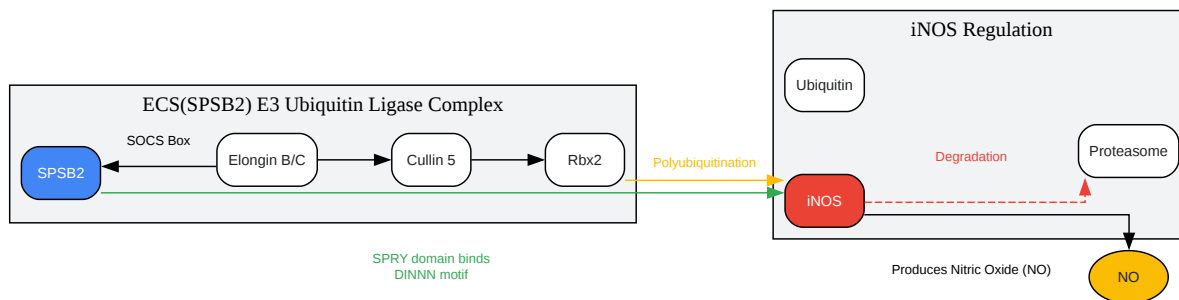 iNOS Regulation
Ubiquitin
ECS(SPSB2) E3 Ubiquitin Ligase Complex
SOCS Box
SPSB2
Elongin B/C
Cullin 5
Rbx2
Polyubiquitination
Degradation
Proteasome
iNOS
SPRY domain binds
DINNN motif
Produces Nitric Oxide (NO)
NO